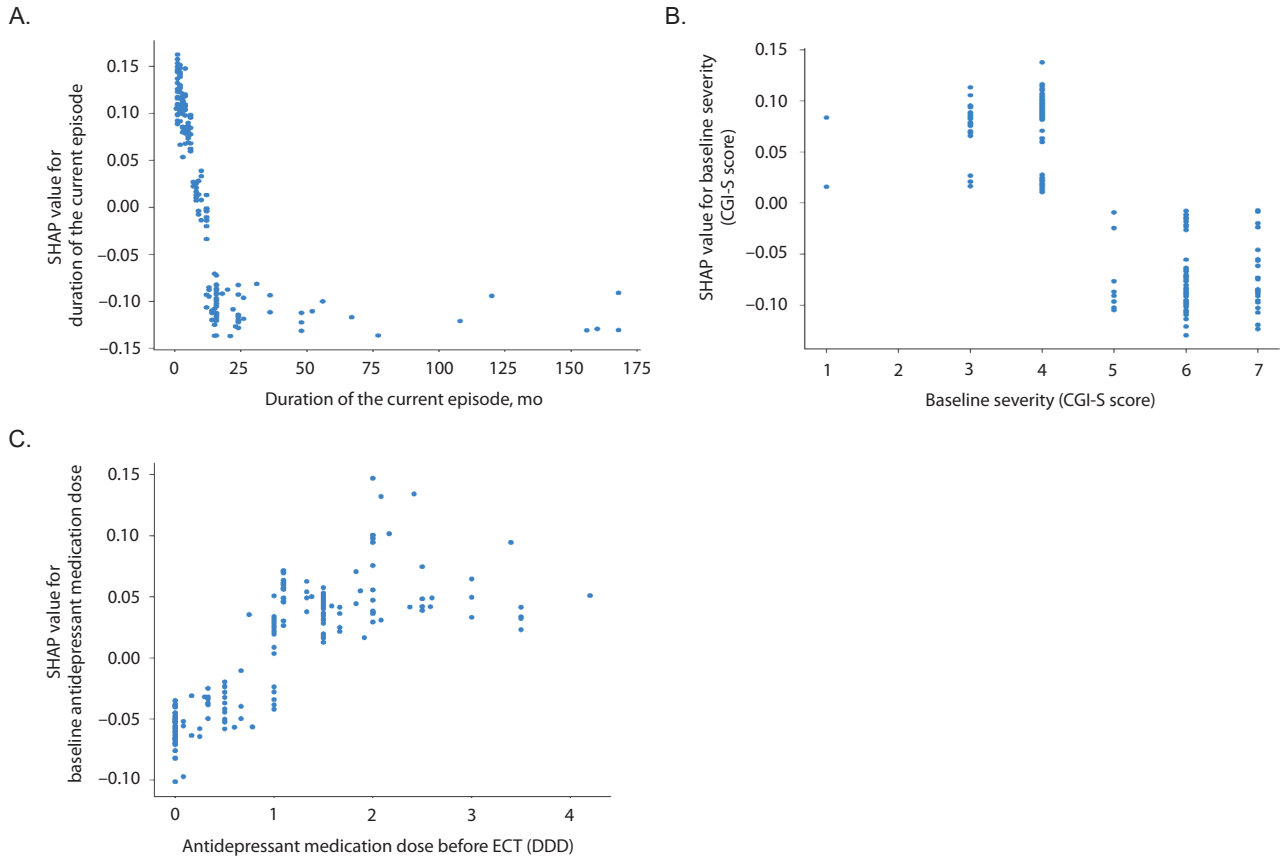 A.
SHAP value for
duration of the current episode
0.15
0.10
0.05
0.00
–0.05
–0.10
–0.15
0 25 50 75 100 125 150 175
Duration of the current episode, mo
B.
SHAP value for baseline severity
(CGI-S score)
0.15
0.10
0.05
0.00
–0.05
–0.10
1 2 3 4 5 6 7
Baseline severity (CGI-S score)
C.
SHAP value for
baseline antidepressant medication dose
0.15
0.10
0.05
0.00
–0.05
–0.10
0 1 2 3 4
Antidepressant medication dose before ECT (DDD)